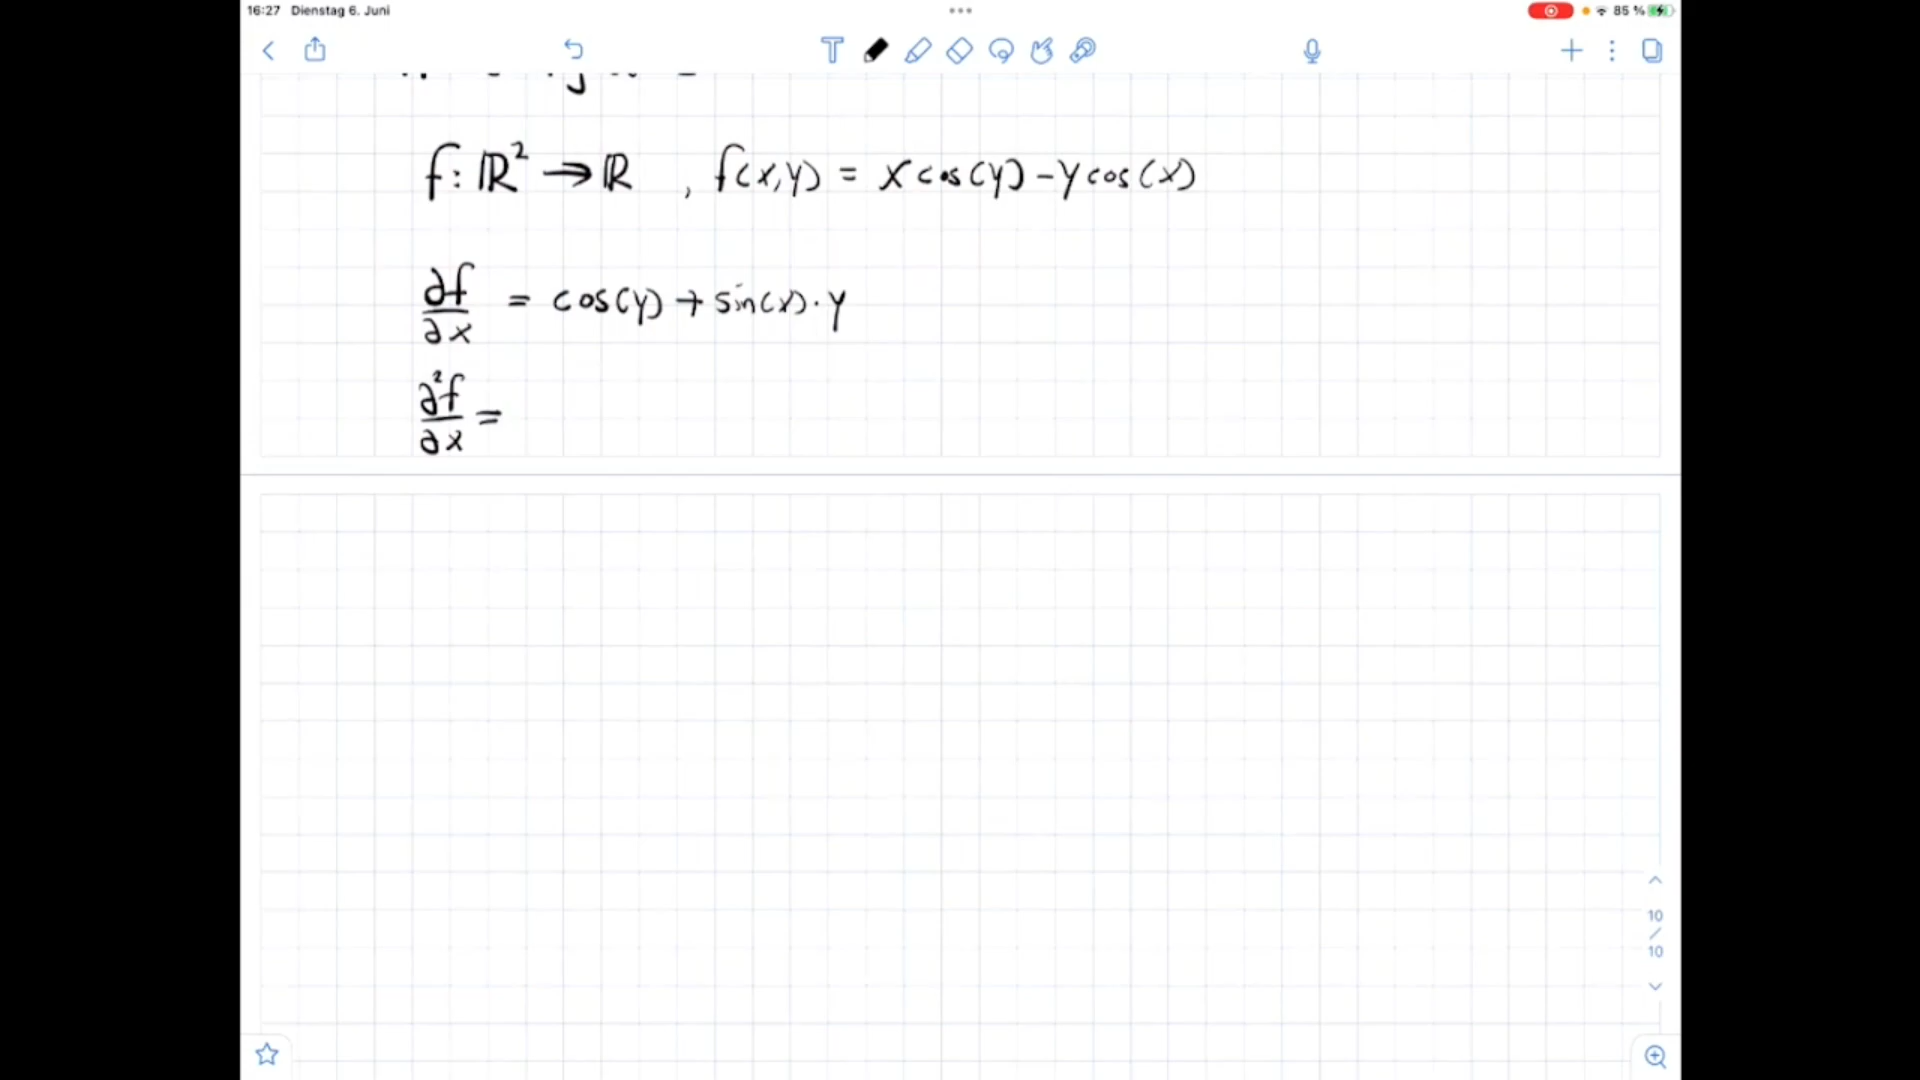 16:27 Dienstag 6. Juni 85 %
T
f: ℝ² → ℝ , f(x,y) = x cos(y) - y cos(x)
∂f/∂x = cos(y) + sin(x) · y
∂²f/∂x =
10
/
10